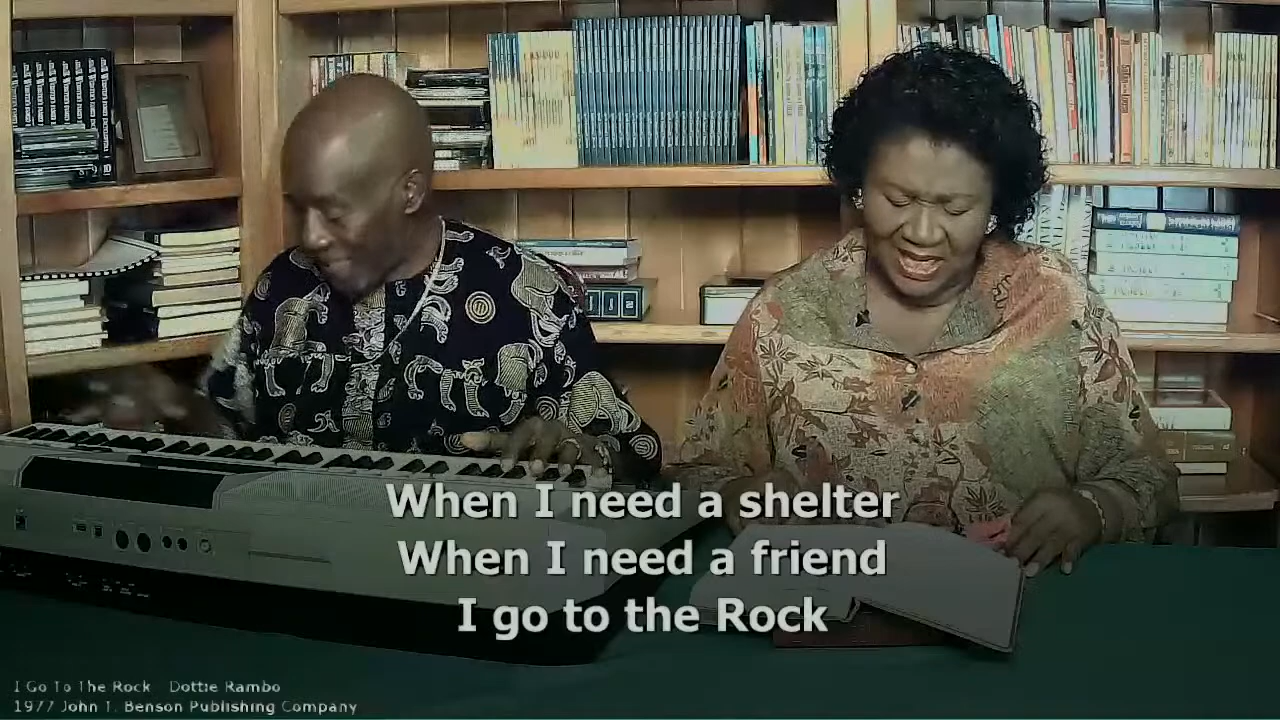 When I need a shelter
When I need a friend
I go to the Rock
I Go To The Rock Dottie Rambo
1977 John T. Benson Publishing Company